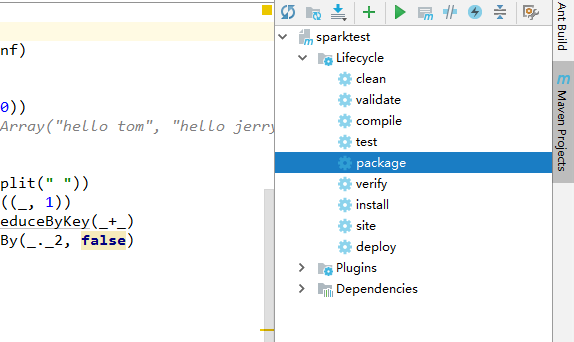 nf)
0))
Array("hello tom", "hello jerry
plit(" "))
((_, 1))
educeByKey(_+_)
By(_._2, false)
sparktest
Lifecycle
clean
validate
compile
test
package
verify
install
site
deploy
Plugins
Dependencies
Ant Build
m
Maven Projects